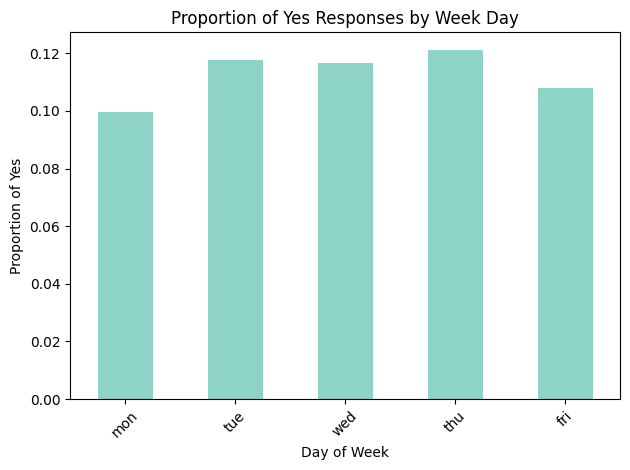 Proportion of Yes Responses by Week Day
Proportion of Yes
0.12
0.10
0.08
0.06
0.04
0.02
0.00
mon tue wed thu fri
Day of Week